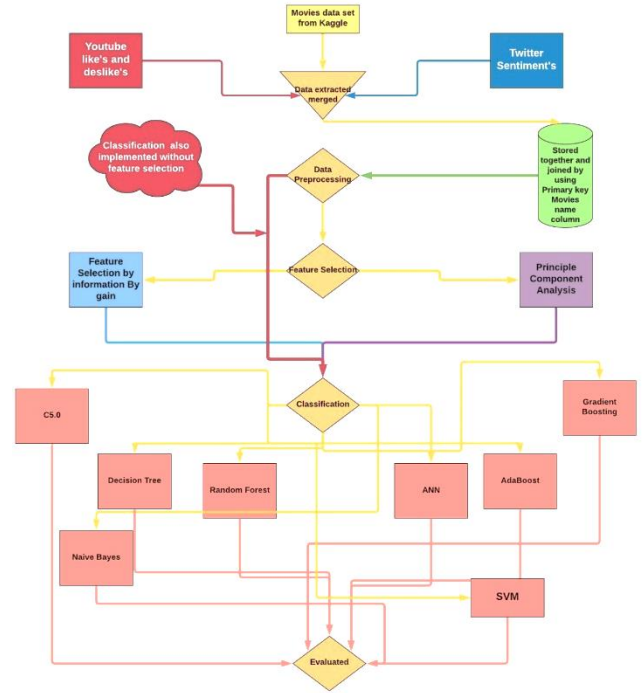 Movies data set
from Kaggle
Youtube
like's and
deslike's
Twitter
Sentiment's
Data extracted
merged
Classification also
implemented without
feature selection
Data
Preprocessing
Stored
together and
joined by
using
Primary key
Movies
name
column
Feature
Selection by
information By
gain
Feature Selection
Principle
Component
Analysis
C5.0
Classification
Gradient
Boosting
Decision Tree
Random Forest
ANN
AdaBoost
Naive Bayes
SVM
Evaluated